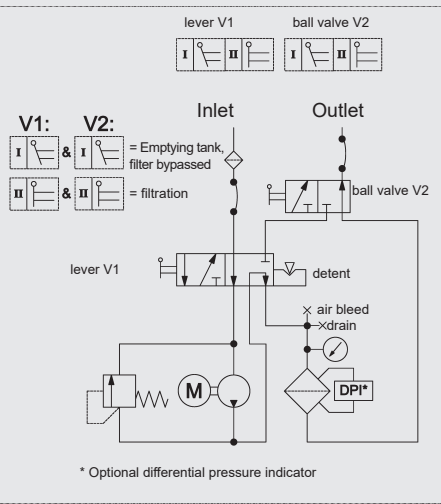 lever V1
ball valve V2
I II I II
Inlet
Outlet
V1: V2:
I & I = Emptying tank,
filter bypassed
II & II = filtration
ball valve V2
lever V1
detent
air bleed
drain
M
DPI*
* Optional differential pressure indicator